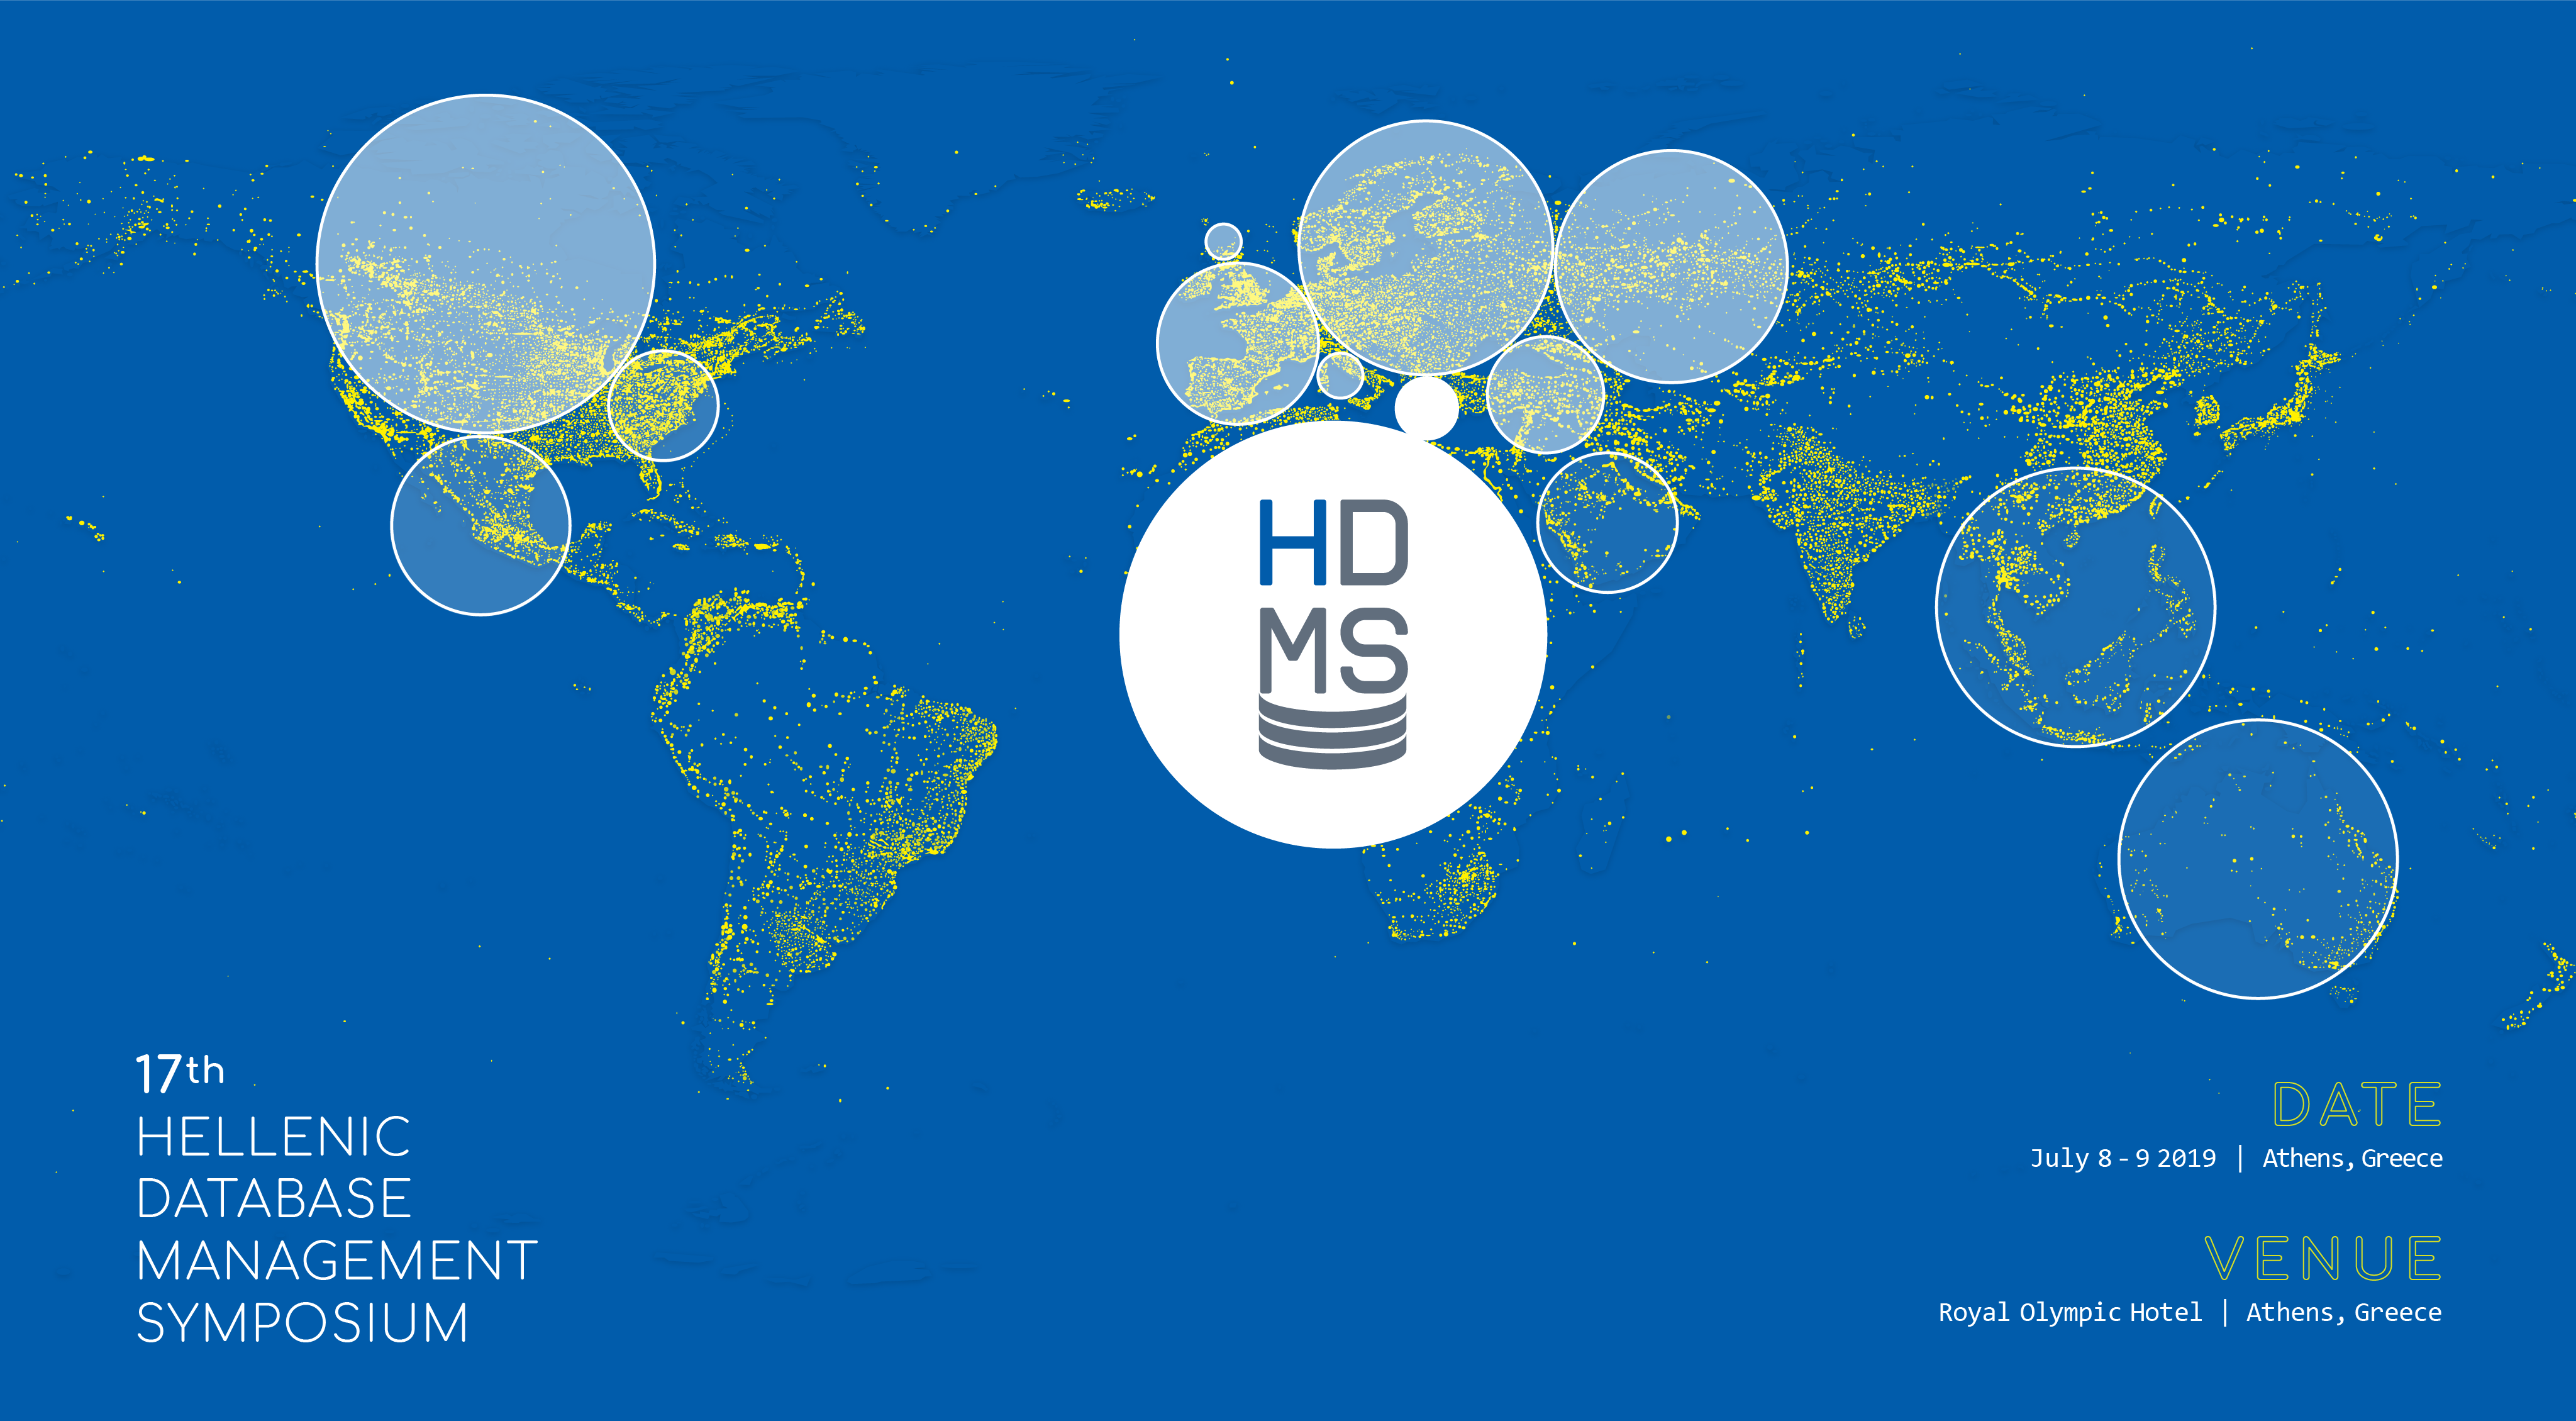 HD
MS
17th
HELLENIC
DATABASE
MANAGEMENT
SYMPOSIUM
DATE
July 8 - 9 2019 | Athens, Greece
VENUE
Royal Olympic Hotel | Athens, Greece